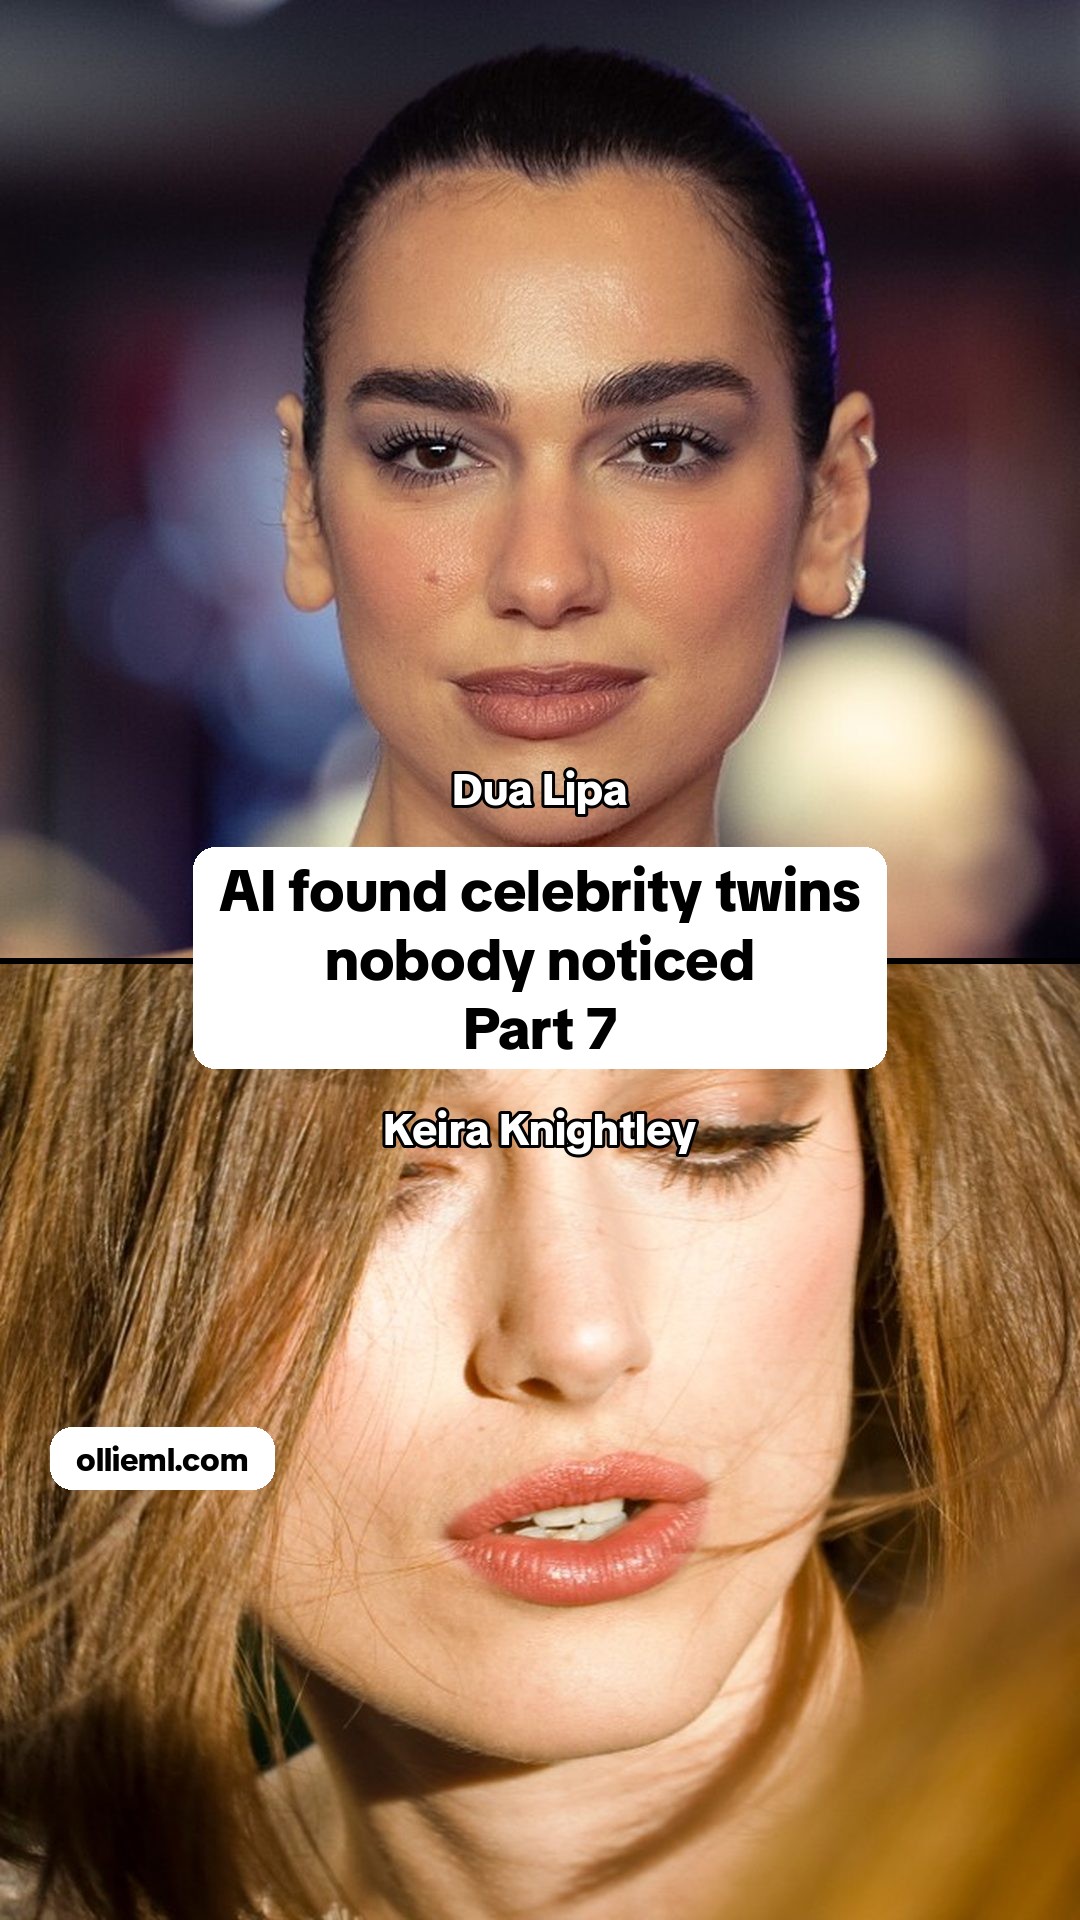 Dua Lipa
AI found celebrity twins
nobody noticed
Part 7
Keira Knightley
ollieml.com